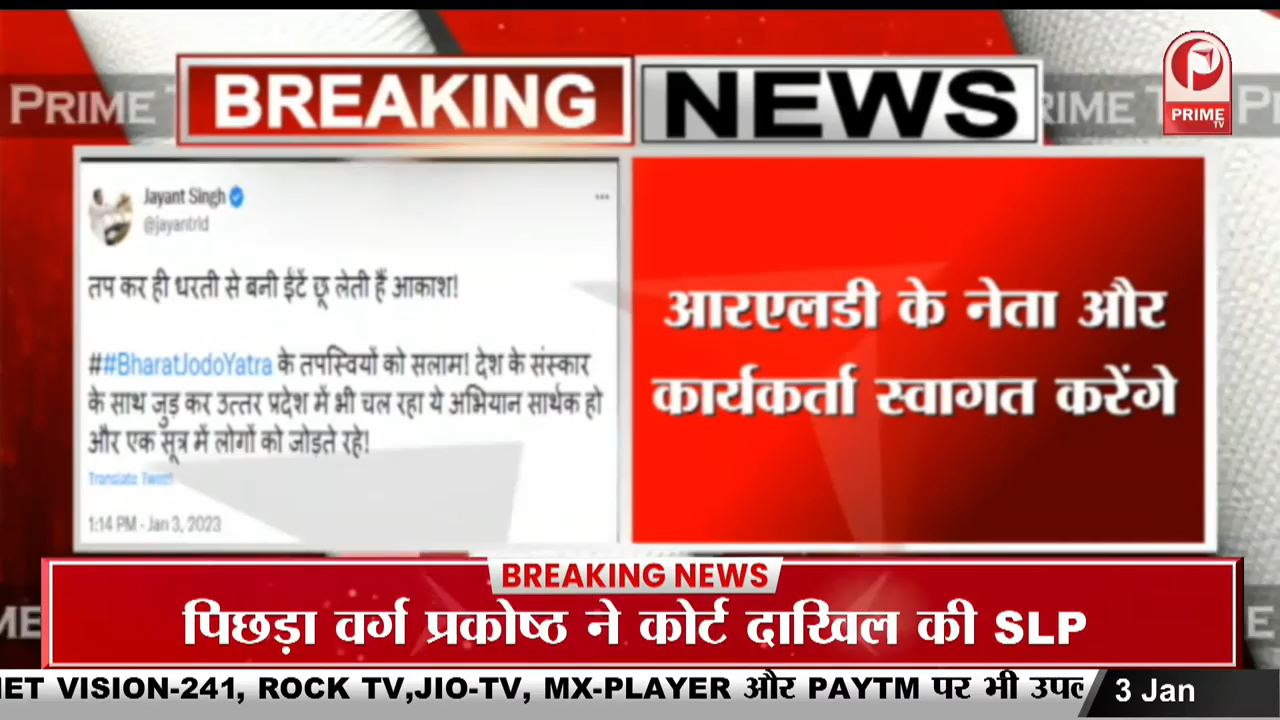 PRIME T
BREAKING NEWS
RIME T
PRIME
TV
Jayant Singh
@jayantrld
तप कर ही धरती से बनी ईंटें छू लेती हैं आकाश!
##BharatJodoYatra के तपस्वियों को सलाम! देश के संस्कार
के साथ जुड़ कर उत्तर प्रदेश में भी चल रहा ये अभियान सार्थक हो
और एक सूत्र में लोगों को जोड़ते रहे!
Translate Tweet
1:14 PM - Jan 3, 2023
आरएलडी के नेता और
कार्यकर्ता स्वागत करेंगे
BREAKING NEWS
पिछड़ा वर्ग प्रकोष्ठ ने कोर्ट दाखिल की SLP
NET VISION-241, ROCK TV,JIO-TV, MX-PLAYER और PAYTM पर भी
3 Jan